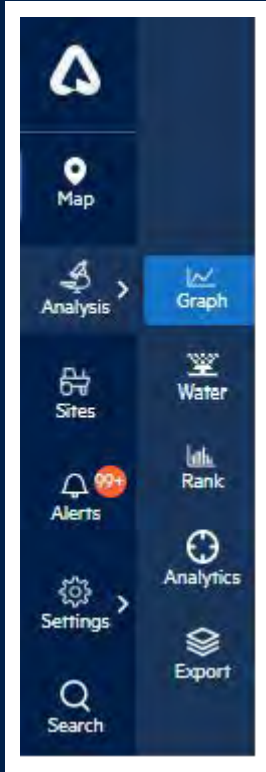 Map
Analysis
Graph
Sites
Water
99+
Alerts
Rank
Settings
Analytics
Search
Export